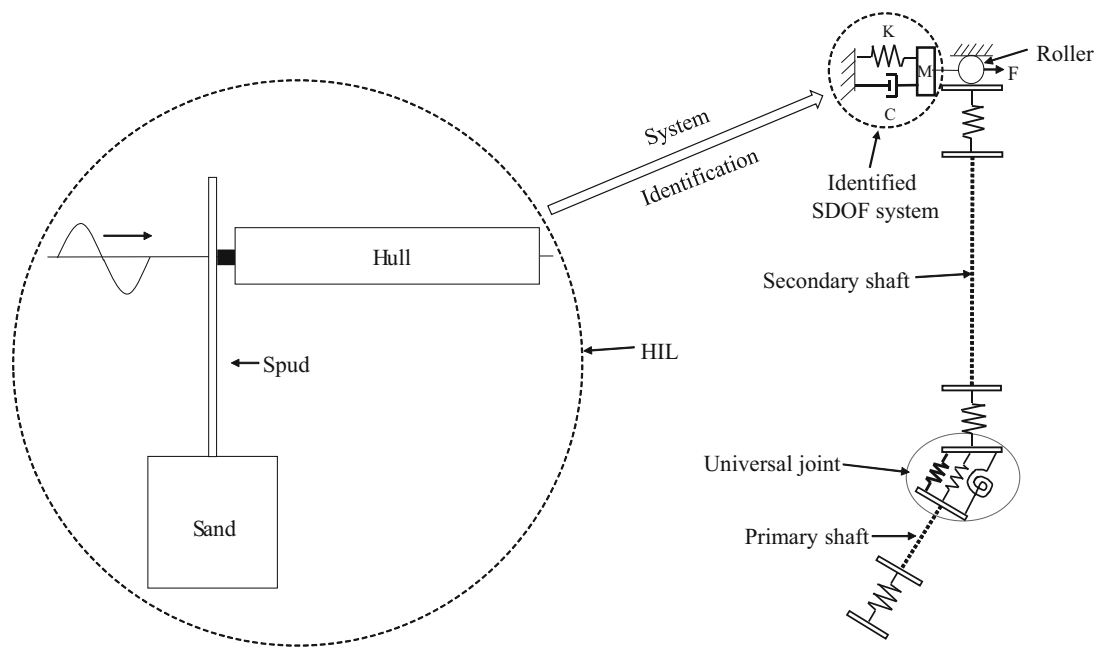 K
Roller
M
F
C
System
Identification
Identified
SDOF system
Hull
Secondary shaft
HIL
Spud
Universal joint
Sand
Primary shaft